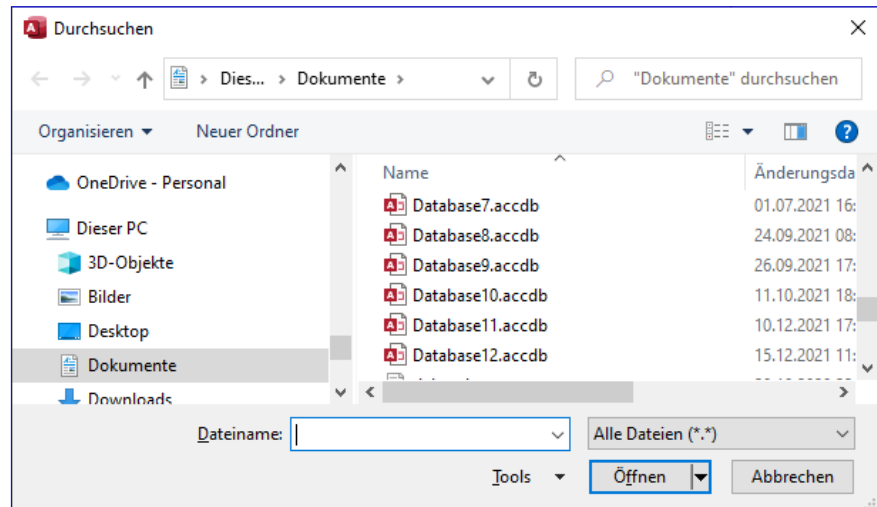 Durchsuchen
Dies... > Dokumente >
"Dokumente" durchsuchen
Organisieren
Neuer Ordner
OneDrive - Personal
Dieser PC
3D-Objekte
Bilder
Desktop
Dokumente
Downloads
Name
Änderungsda
Database7.accdb
01.07.2021 16:
Database8.accdb
24.09.2021 08:
Database9.accdb
26.09.2021 17:
Database10.accdb
11.10.2021 18:
Database11.accdb
10.12.2021 17:
Database12.accdb
15.12.2021 11:
Dateiname:
Alle Dateien (*.*)
Tools
Öffnen
Abbrechen